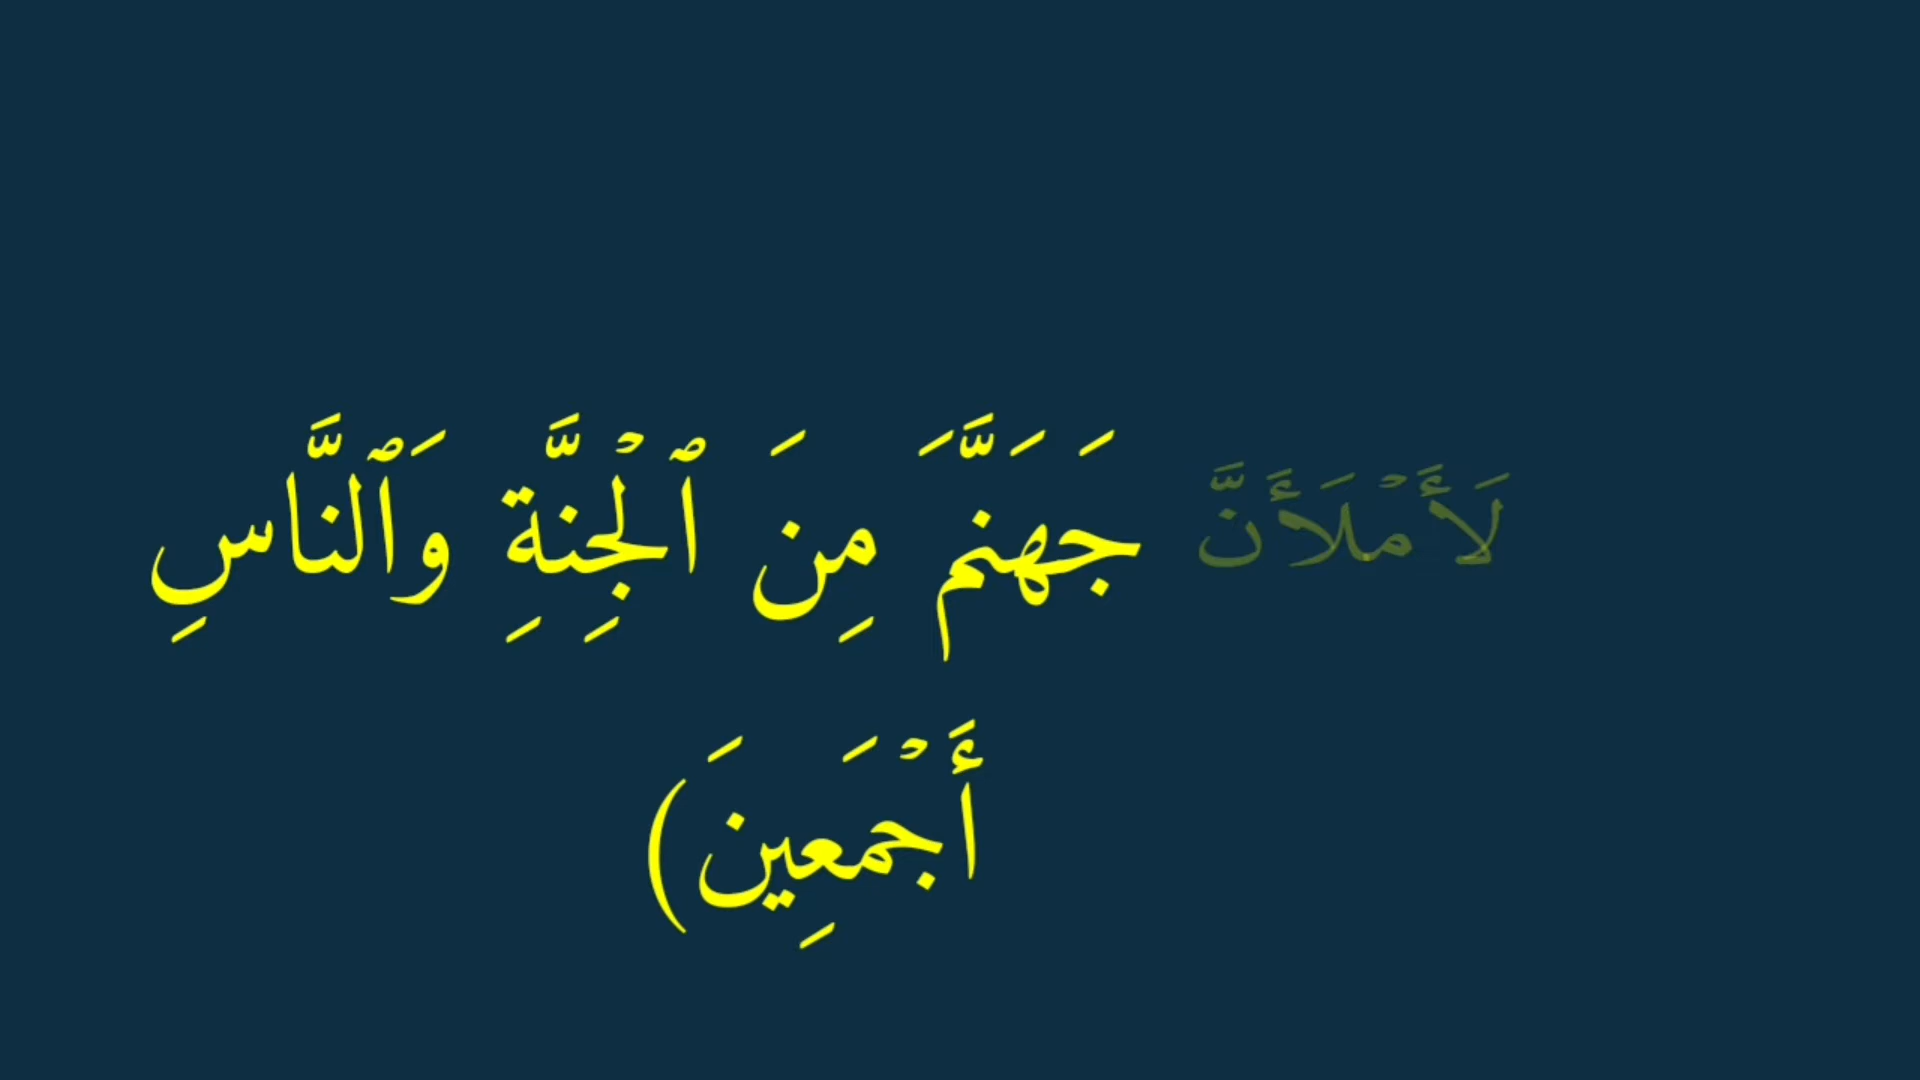 لَأَمۡلَأَنَّ جَهَنَّمَ مِنَ ٱلۡجِنَّةِ وَٱلنَّاسِ
أَجۡمَعِينَ)